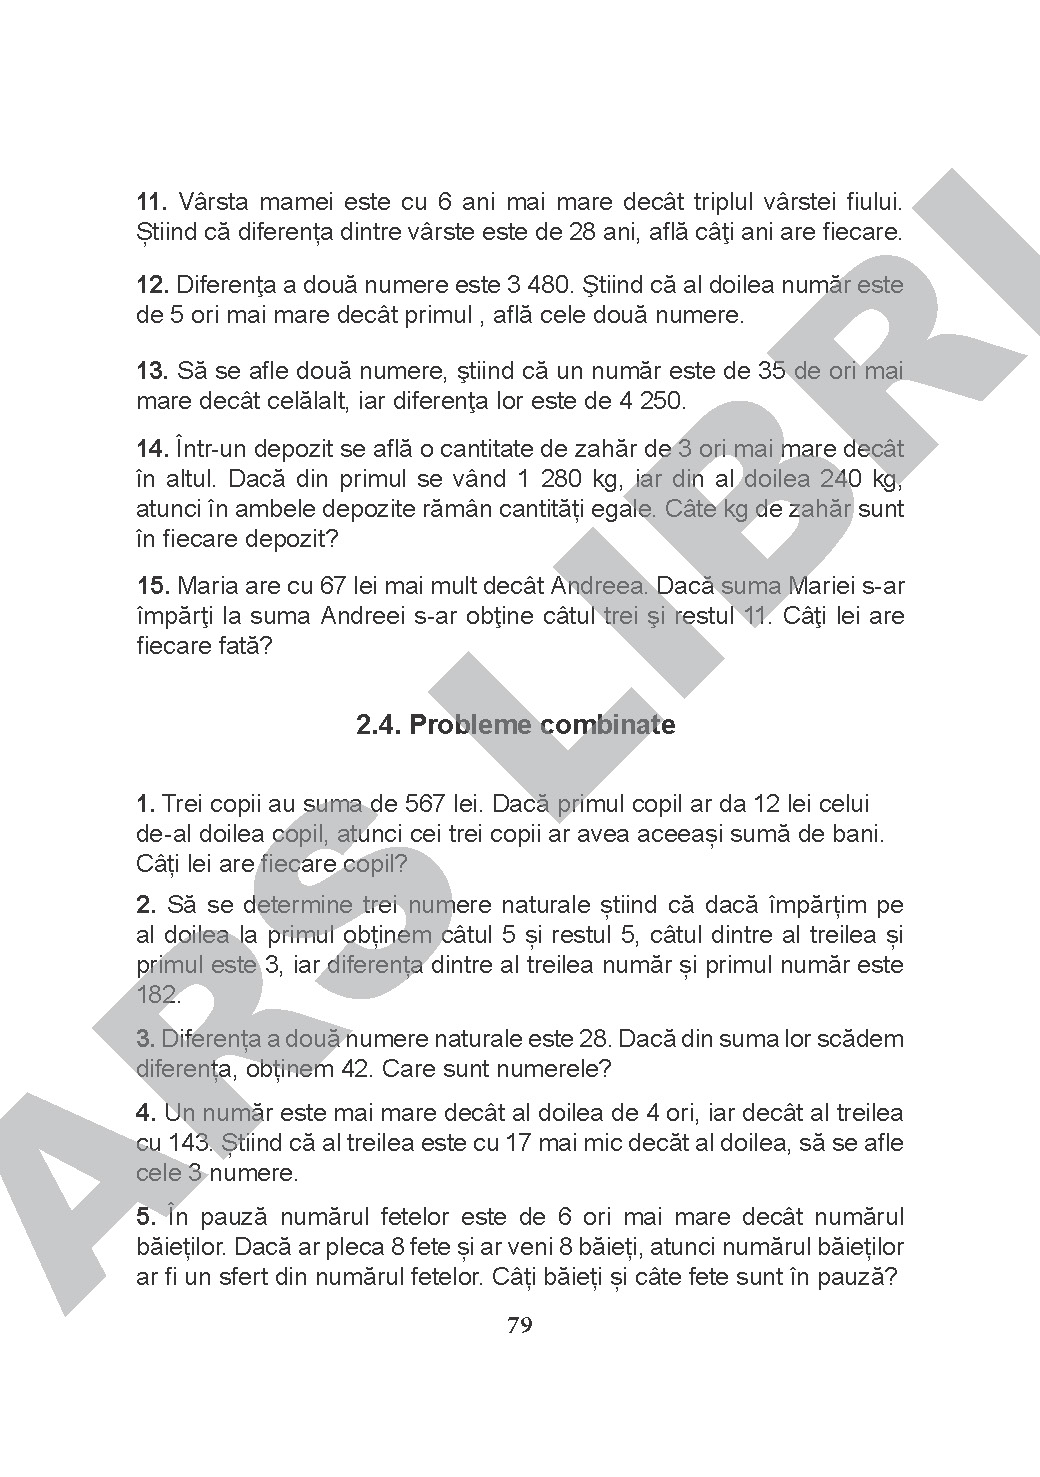 11. Vârsta mamei este cu 6 ani mai mare decât triplul vârstei fiului.
Știind că diferența dintre vârste este de 28 ani, află câţi ani are fiecare.
12. Diferenţa a două numere este 3 480. Ştiind că al doilea număr este
de 5 ori mai mare decât primul , află cele două numere.
13. Să se afle două numere, ştiind că un număr este de 35 de ori mai
mare decât celălalt, iar diferenţa lor este de 4 250.
14. Într-un depozit se află o cantitate de zahăr de 3 ori mai mare decât
în altul. Dacă din primul se vând 1 280 kg, iar din al doilea 240 kg,
atunci în ambele depozite rămân cantități egale. Câte kg de zahăr sunt
în fiecare depozit?
15. Maria are cu 67 lei mai mult decât Andreea. Dacă suma Mariei s-ar
împărţi la suma Andreei s-ar obţine câtul trei şi restul 11. Câţi lei are
fiecare fată?
2.4. Probleme combinate
1. Trei copii au suma de 567 lei. Dacă primul copil ar da 12 lei celui
de-al doilea copil, atunci cei trei copii ar avea aceeași sumă de bani.
Câți lei are fiecare copil?
2. Să se determine trei numere naturale știind că dacă împărțim pe
al doilea la primul obținem câtul 5 și restul 5, câtul dintre al treilea și
primul este 3, iar diferența dintre al treilea număr și primul număr este
182.
3. Diferența a două numere naturale este 28. Dacă din suma lor scădem
diferența, obținem 42. Care sunt numerele?
4. Un număr este mai mare decât al doilea de 4 ori, iar decât al treilea
cu 143. Știind că al treilea este cu 17 mai mic decăt al doilea, să se afle
cele 3 numere.
5. În pauză numărul fetelor este de 6 ori mai mare decât numărul
băieților. Dacă ar pleca 8 fete și ar veni 8 băieți, atunci numărul băieților
ar fi un sfert din numărul fetelor. Câți băieți și câte fete sunt în pauză?
79
ARS LIBRI